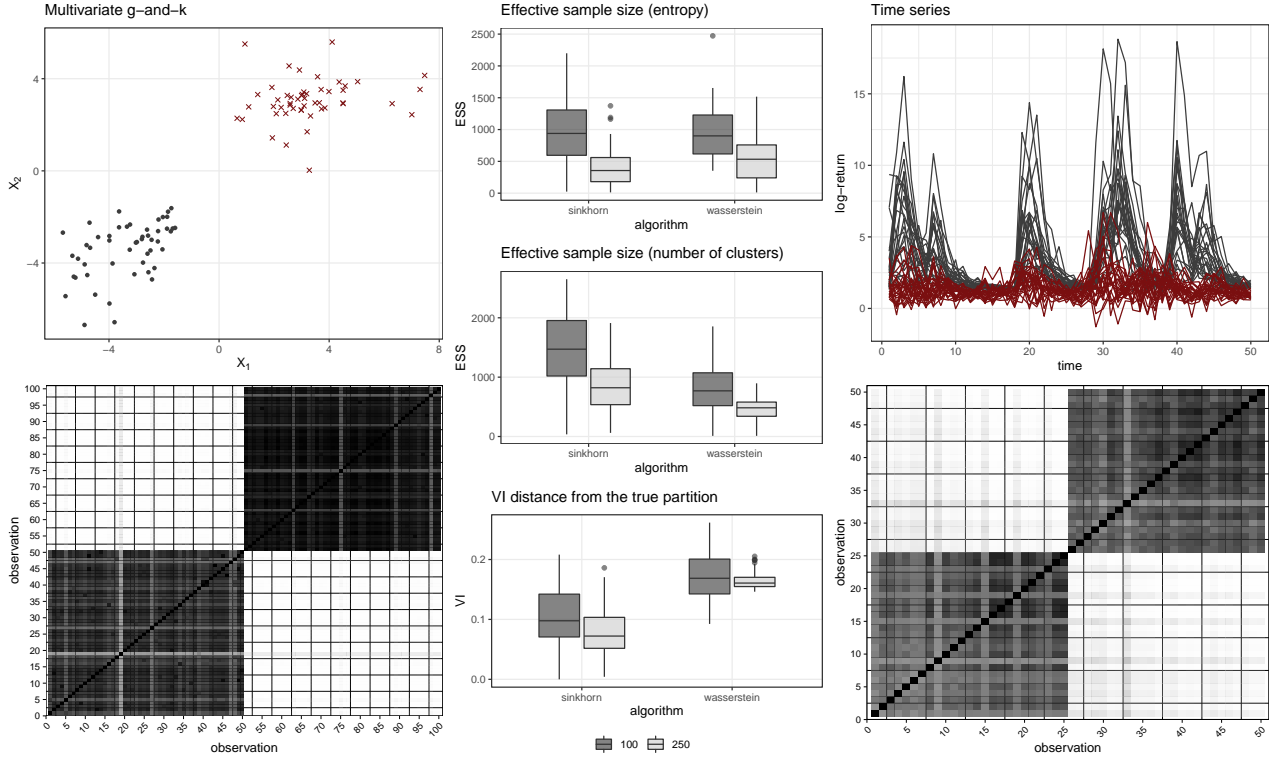 Multivariate g−and−k
X2
4
0
−4
−4
0
4
8
X1
100
95
90
85
80
75
70
65
60
55
50
45
40
35
30
25
20
15
10
5
0
observation
0 5 10 15 20 25 30 35 40 45 50 55 60 65 70 75 80 85 90 95 100
observation
Effective sample size (entropy)
2500
2000
1500
1000
500
0
ESS
sinkhorn wasserstein
algorithm
Effective sample size (number of clusters)
2000
1000
0
ESS
sinkhorn wasserstein
algorithm
VI distance from the true partition
0.2
0.1
0.0
VI
sinkhorn wasserstein
algorithm
100 250
Time series
15
10
5
0
log−return
0 10 20 30 40 50
time
50
45
40
35
30
25
20
15
10
5
0
observation
0 5 10 15 20 25 30 35 40 45 50
observation